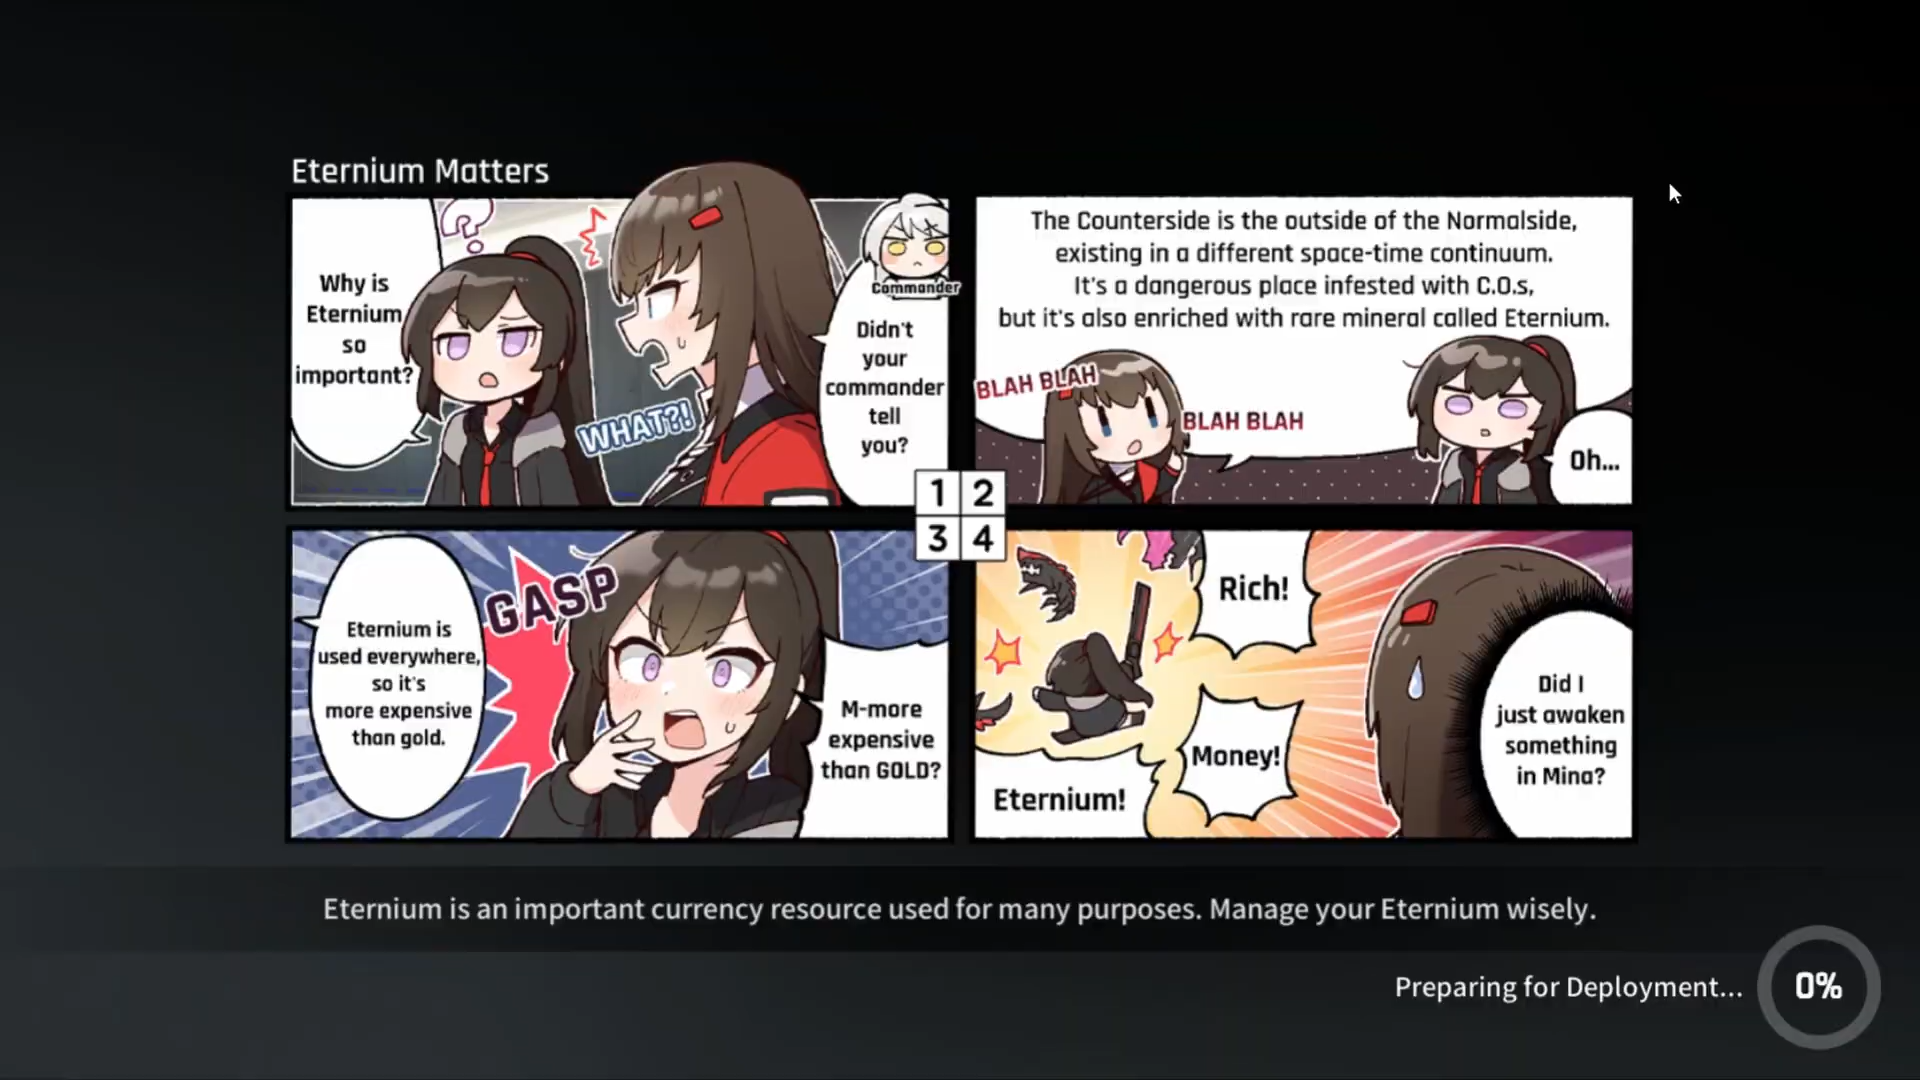 Eternium Matters
Why is
Eternium
so
important?
?
WHAT?!
Commander
Didn't
your
commander
tell
you?
The Counterside is the outside of the Normalside,
existing in a different space-time continuum.
It's a dangerous place infested with C.O.s,
but it's also enriched with rare mineral called Eternium.
BLAH BLAH
BLAH BLAH
Oh...
1 2
3 4
Eternium is
used everywhere,
so it's
more expensive
than gold.
GASP
M-more
expensive
than GOLD?
Rich!
Money!
Eternium!
Did I
just awaken
something
in Mina?
Eternium is an important currency resource used for many purposes. Manage your Eternium wisely.
Preparing for Deployment...
0%